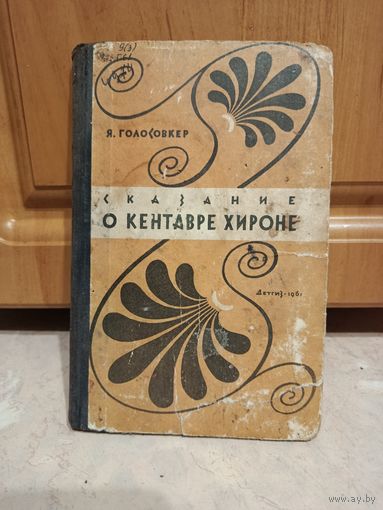 Я. ГОЛОСОВКЕР
СКАЗАНИЕ
О КЕНТАВРЕ ХИРОНЕ
Детгиз-1961
www.ay.by